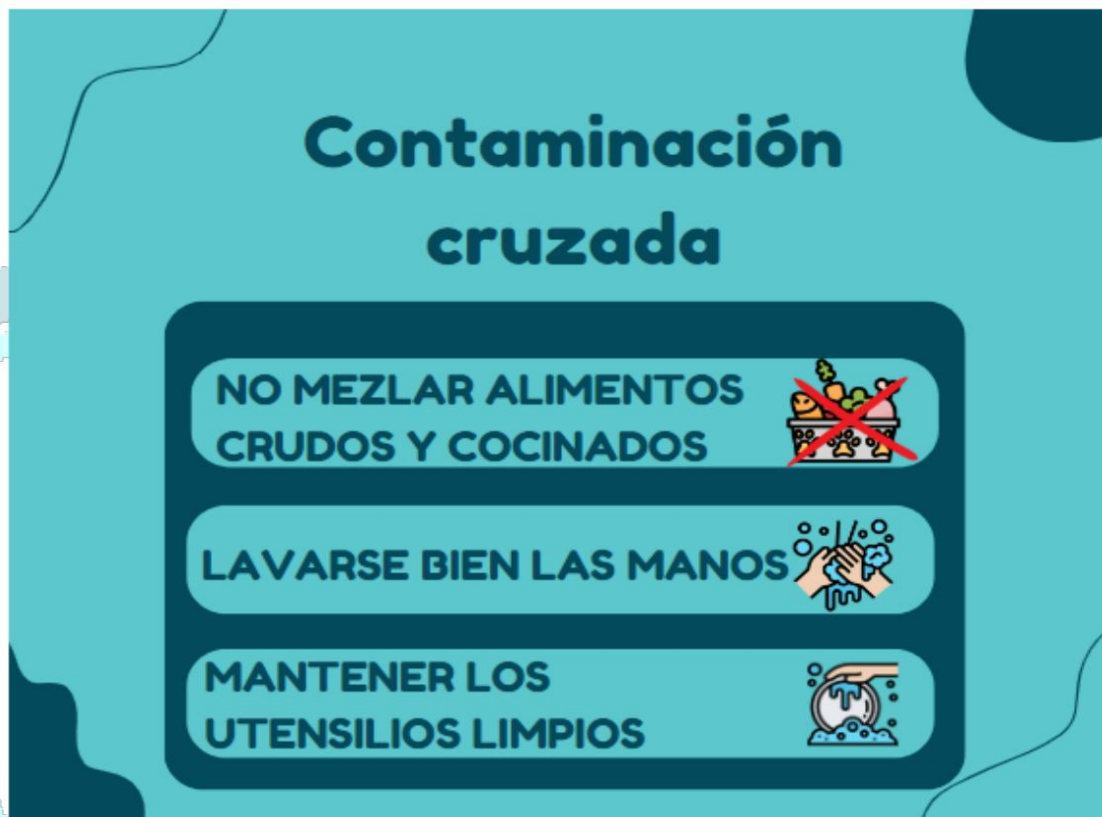 Contaminación
cruzada
NO MEZLAR ALIMENTOS
CRUDOS Y COCINADOS
LAVARSE BIEN LAS MANOS
MANTENER LOS
UTENSILIOS LIMPIOS